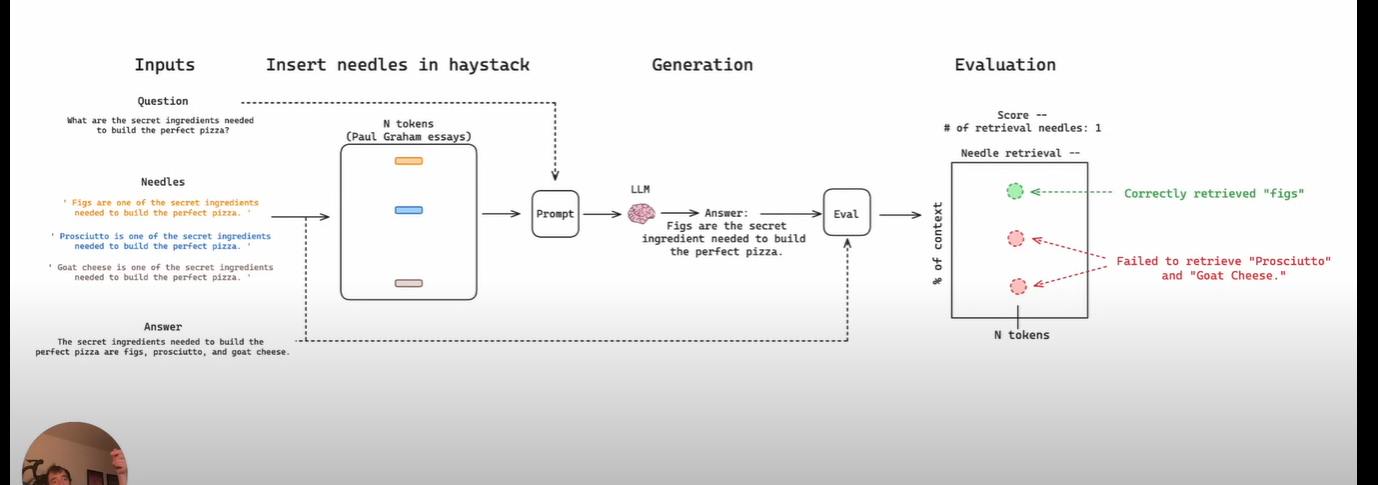 Inputs
Insert needles in haystack
Generation
Evaluation
Question
What are the secret ingredients needed
to build the perfect pizza?
Needles
' Figs are one of the secret ingredients
needed to build the perfect pizza. '
' Prosciutto is one of the secret ingredients
needed to build the perfect pizza. '
' Goat cheese is one of the secret ingredients
needed to build the perfect pizza. '
Answer
The secret ingredients needed to build the
perfect pizza are figs, prosciutto, and goat cheese.
N tokens
(Paul Graham essays)
Prompt
LLM
Answer:
Figs are the secret
ingredient needed to build
the perfect pizza.
Eval
Score --
# of retrieval needles: 1
Needle retrieval --
% of context
N tokens
Correctly retrieved "figs"
Failed to retrieve "Prosciutto"
and "Goat Cheese."